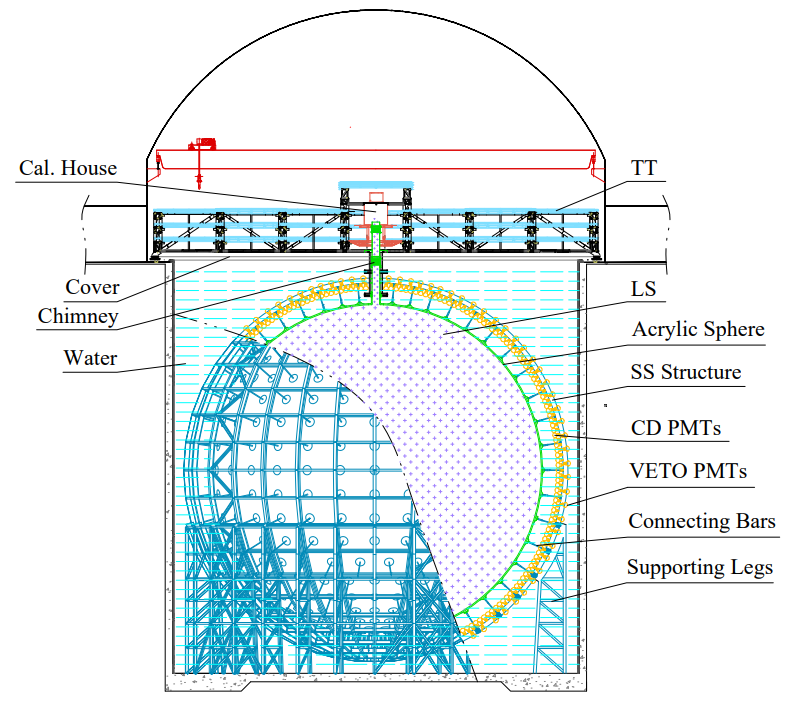 Cal. House
TT
Cover
Chimney
Water
LS
Acrylic Sphere
SS Structure
CD PMTs
VETO PMTs
Connecting Bars
Supporting Legs